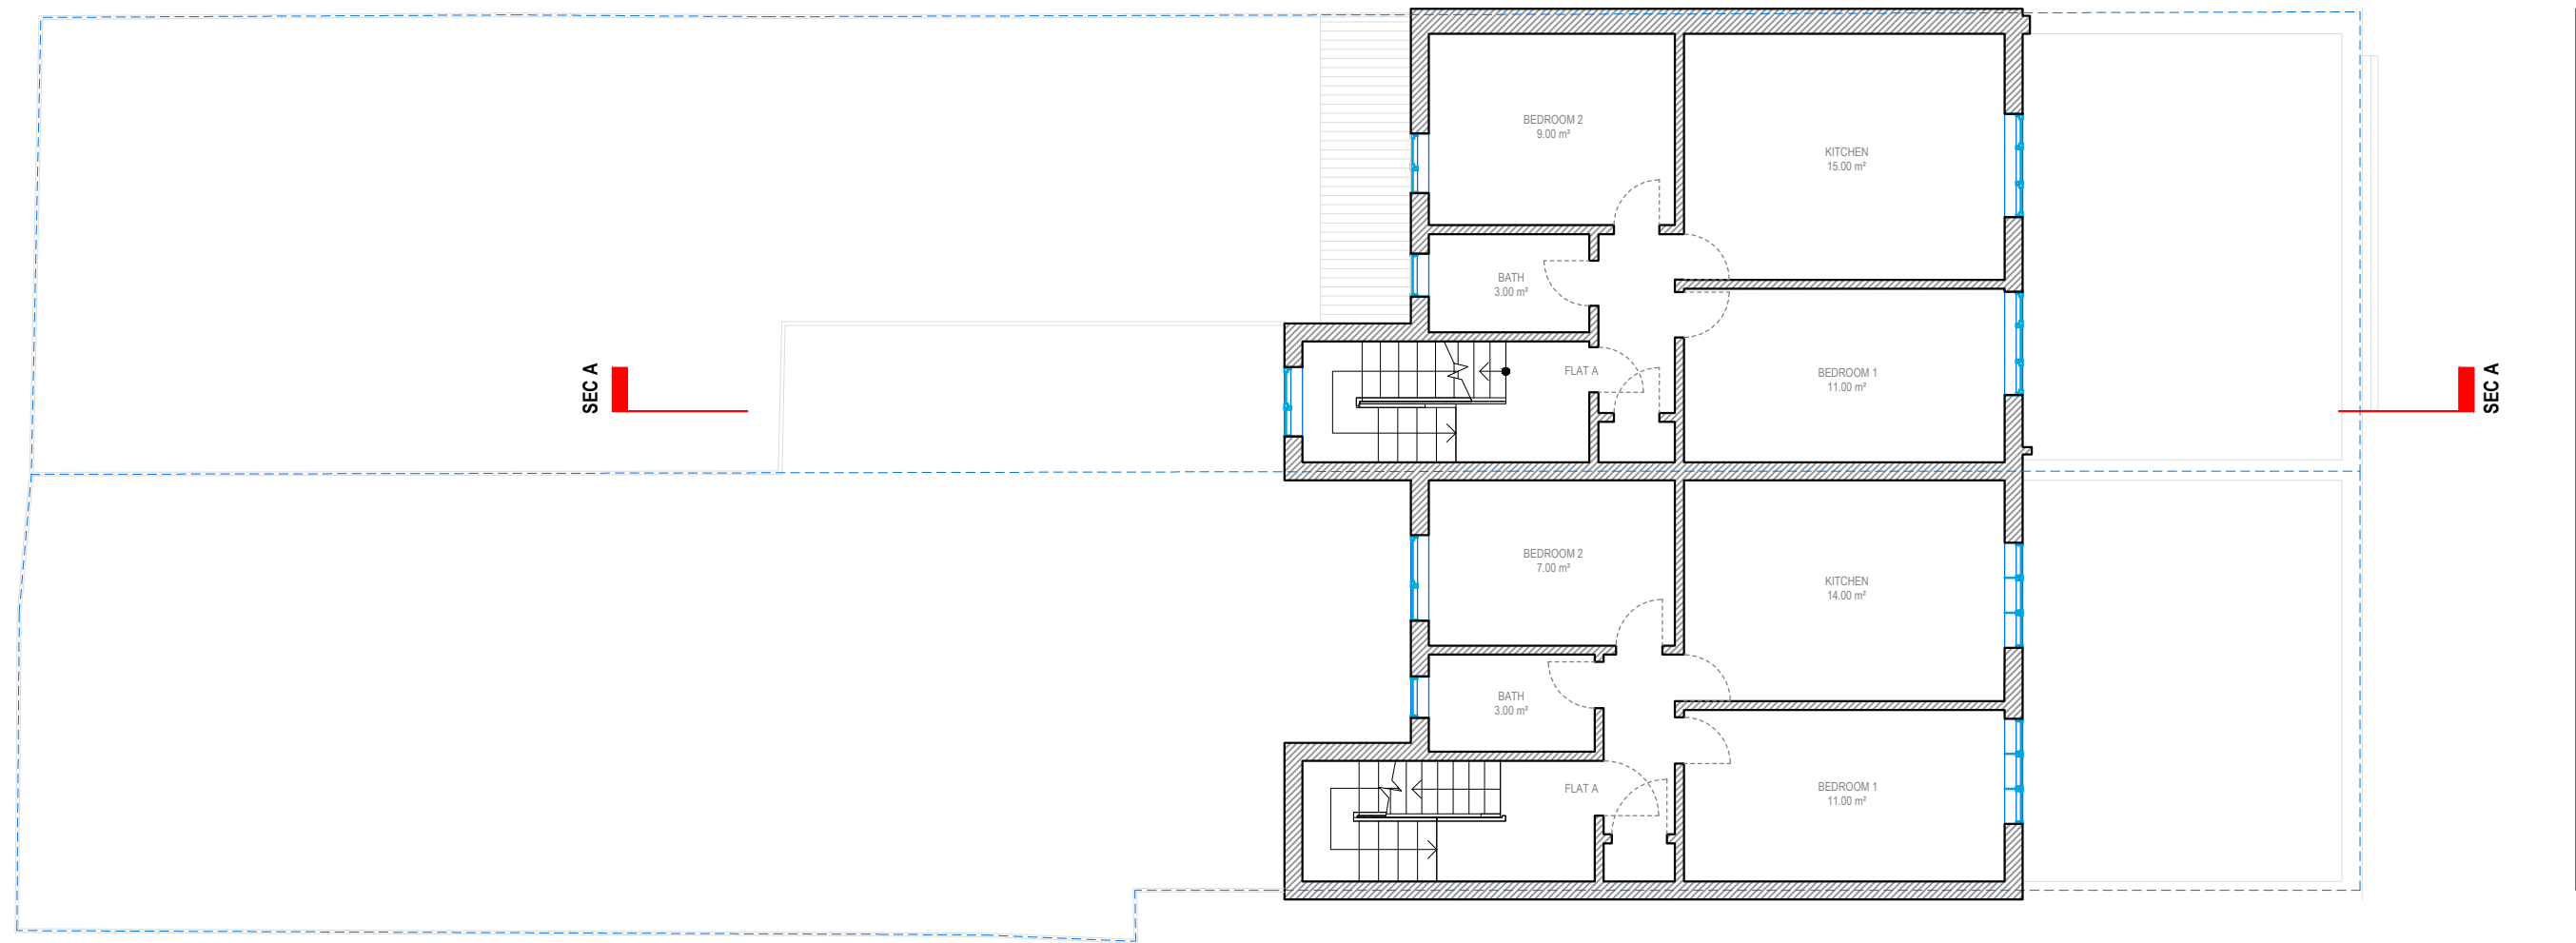 BEDROOM 2
9.00 m²
KITCHEN
15.00 m²
BATH
3.00 m²
FLAT A
BEDROOM 1
11.00 m²
SEC A
SEC A
BEDROOM 2
7.00 m²
KITCHEN
14.00 m²
BATH
3.00 m²
FLAT A
BEDROOM 1
11.00 m²